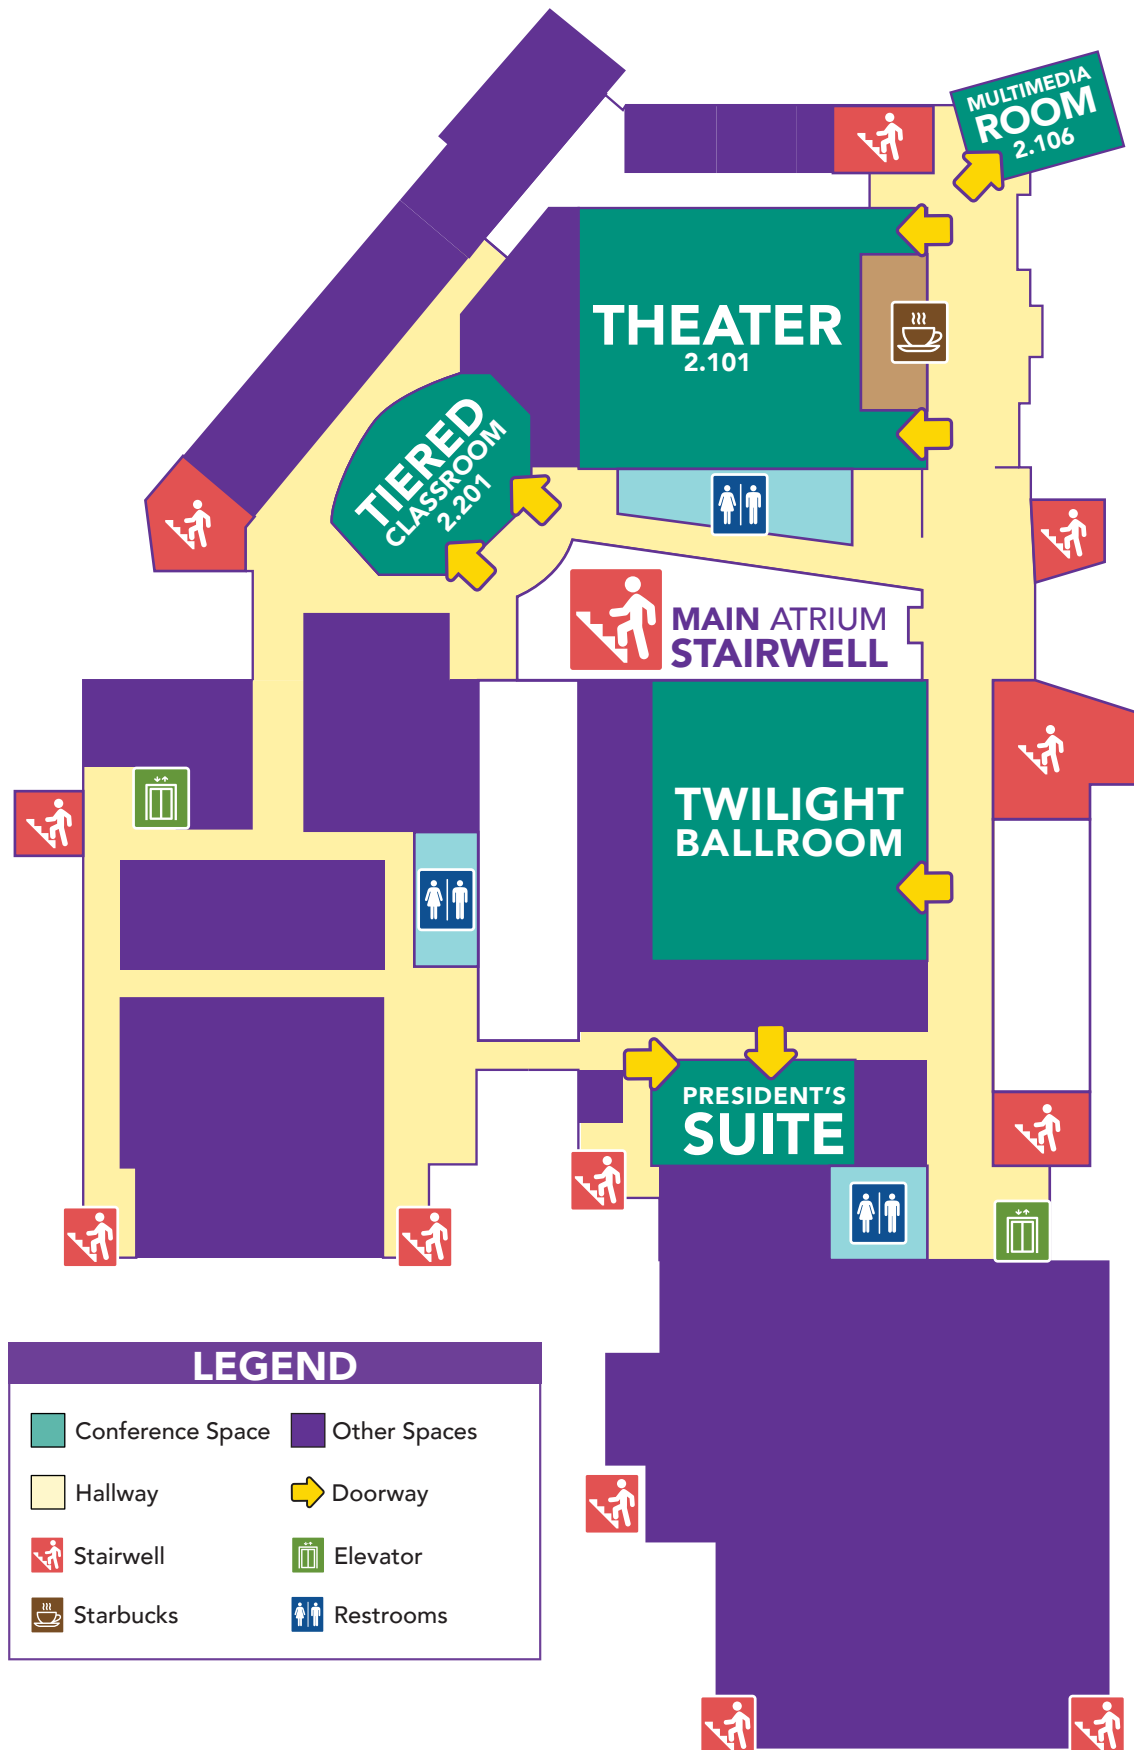 MULTIMEDIA
ROOM
2.106
THEATER
2.101
TIERED
CLASSROOM
2.201
MAIN ATRIUM
STAIRWELL
TWILIGHT
BALLROOM
PRESIDENT'S
SUITE
LEGEND
Conference Space
Other Spaces
Hallway
Doorway
Stairwell
Elevator
Starbucks
Restrooms